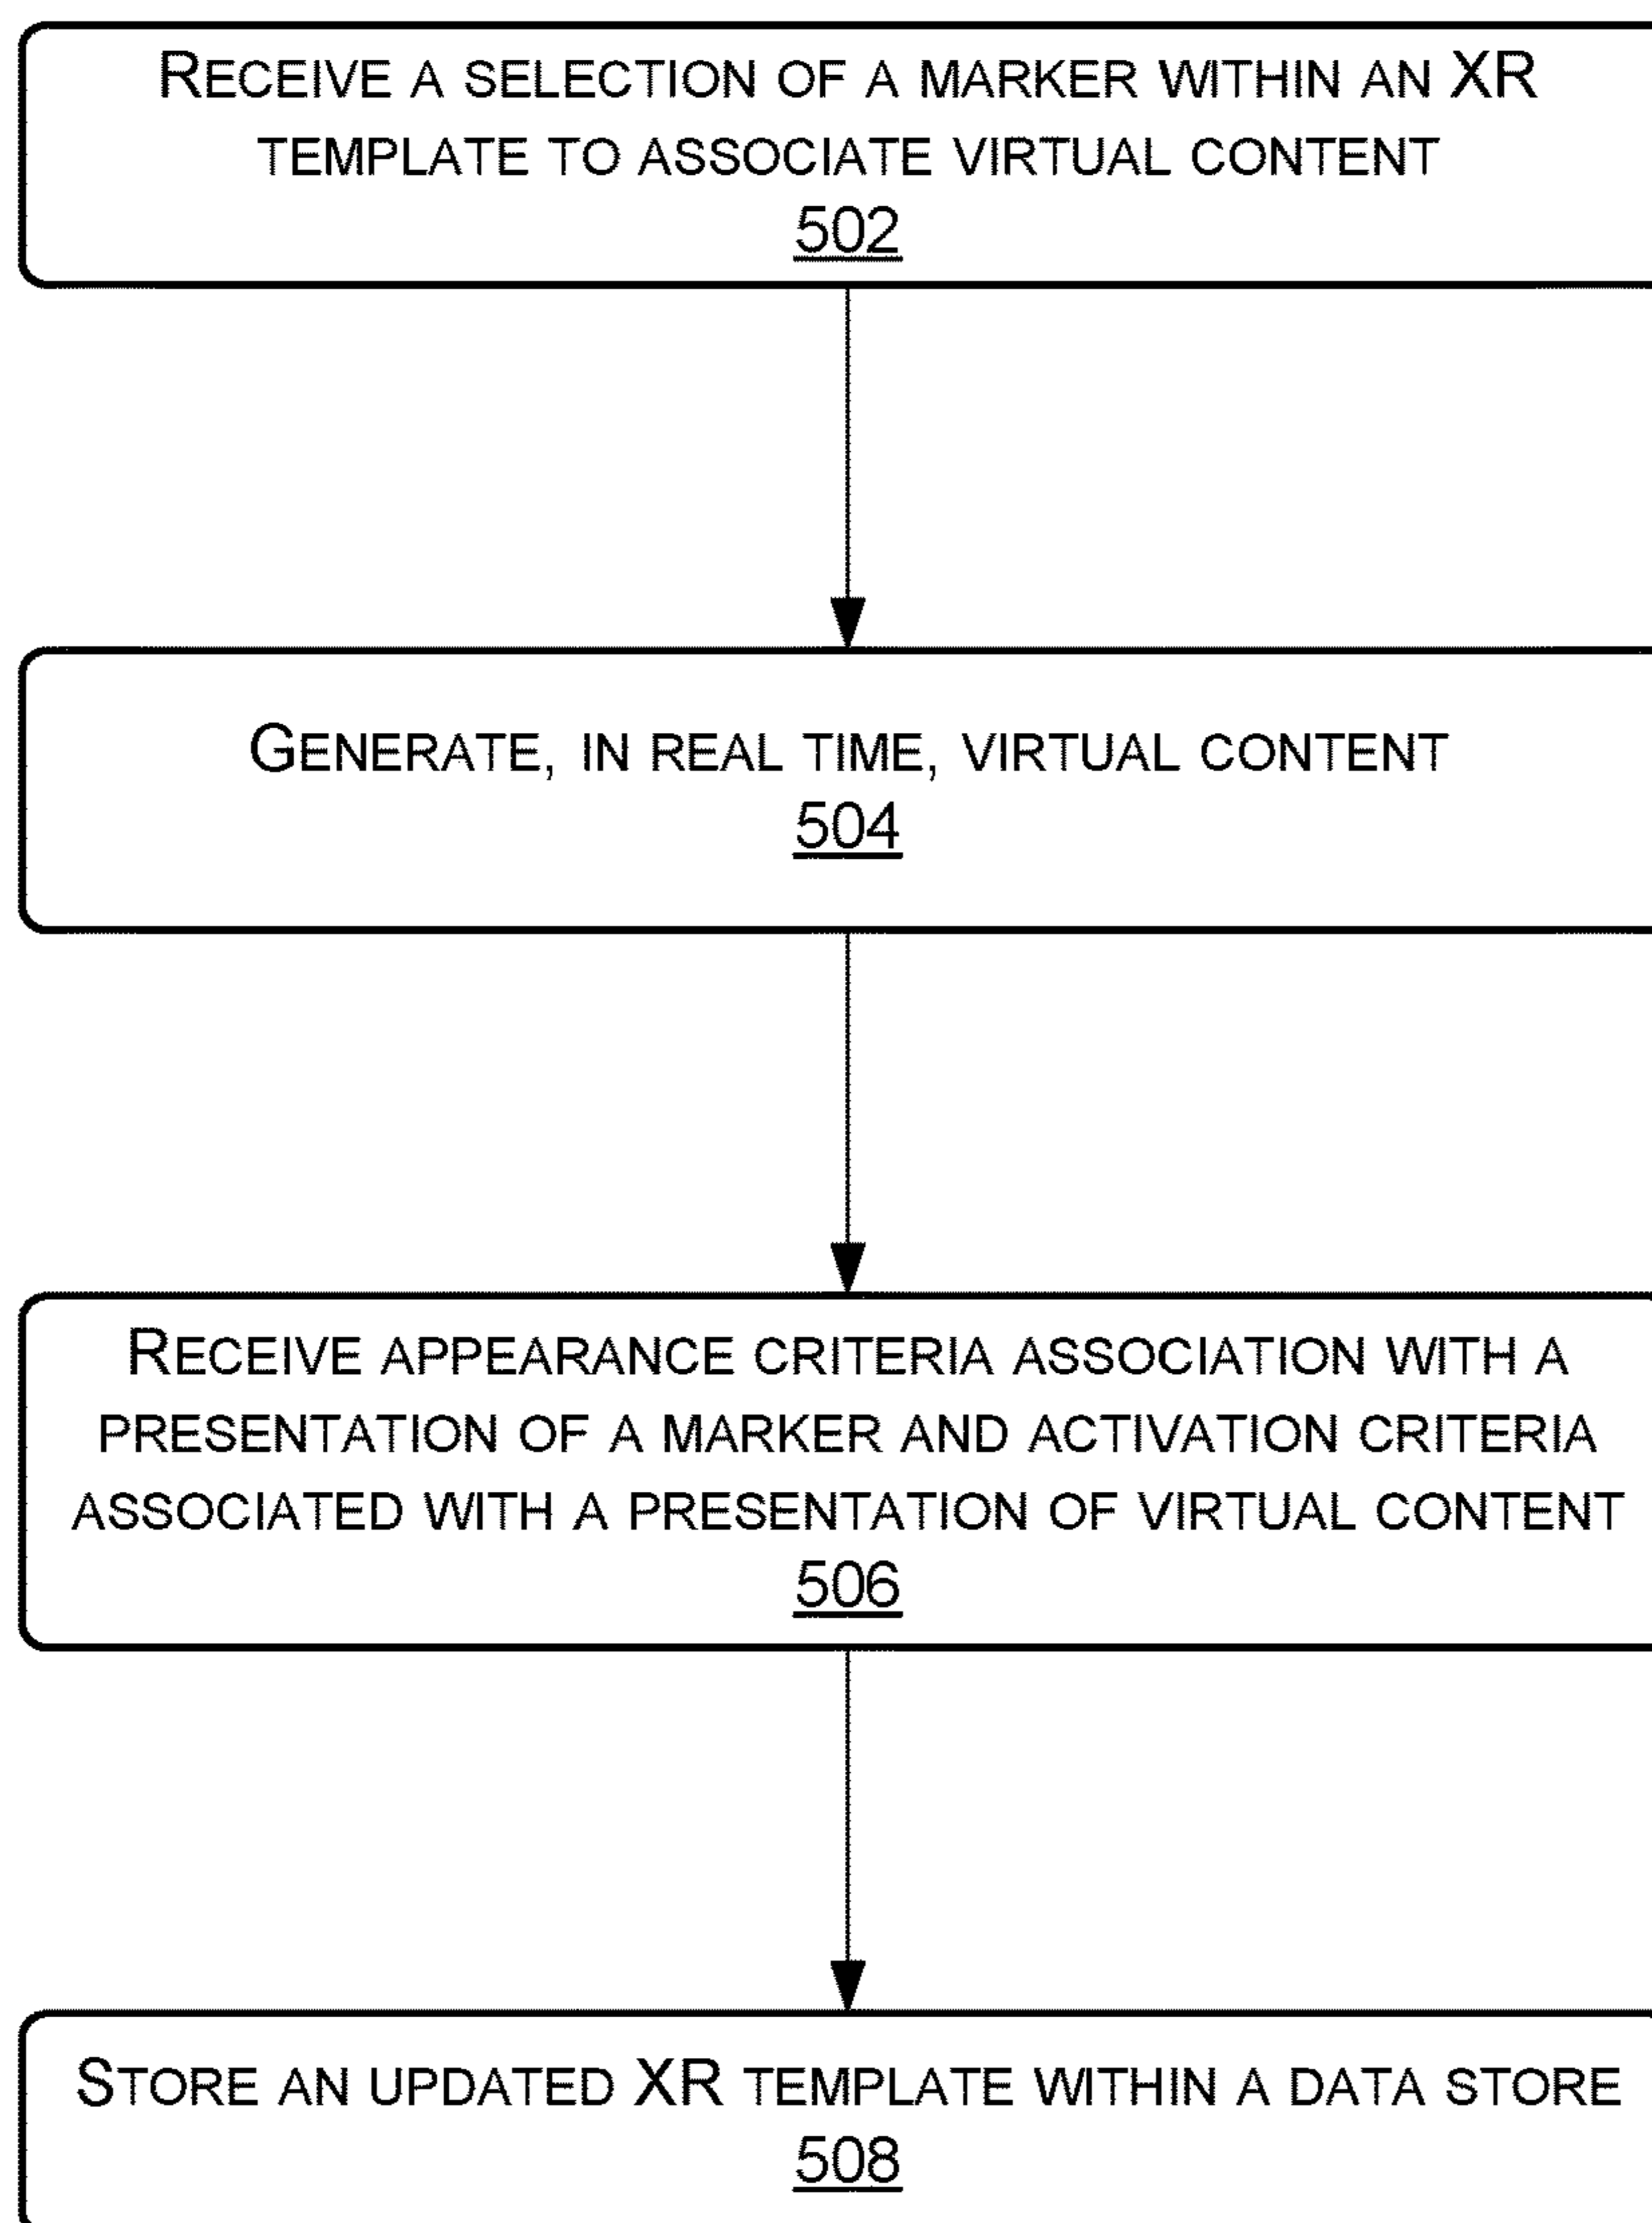 RECEIVE A SELECTION OF A MARKER WITHIN AN XR
TEMPLATE TO ASSOCIATE VIRTUAL CONTENT
502
GENERATE, IN REAL TIME, VIRTUAL CONTENT
504
RECEIVE APPEARANCE CRITERIA ASSOCIATION WITH A
PRESENTATION OF A MARKER AND ACTIVATION CRITERIA
ASSOCIATED WITH A PRESENTATION OF VIRTUAL CONTENT
506
STORE AN UPDATED XR TEMPLATE WITHIN A DATA STORE
508